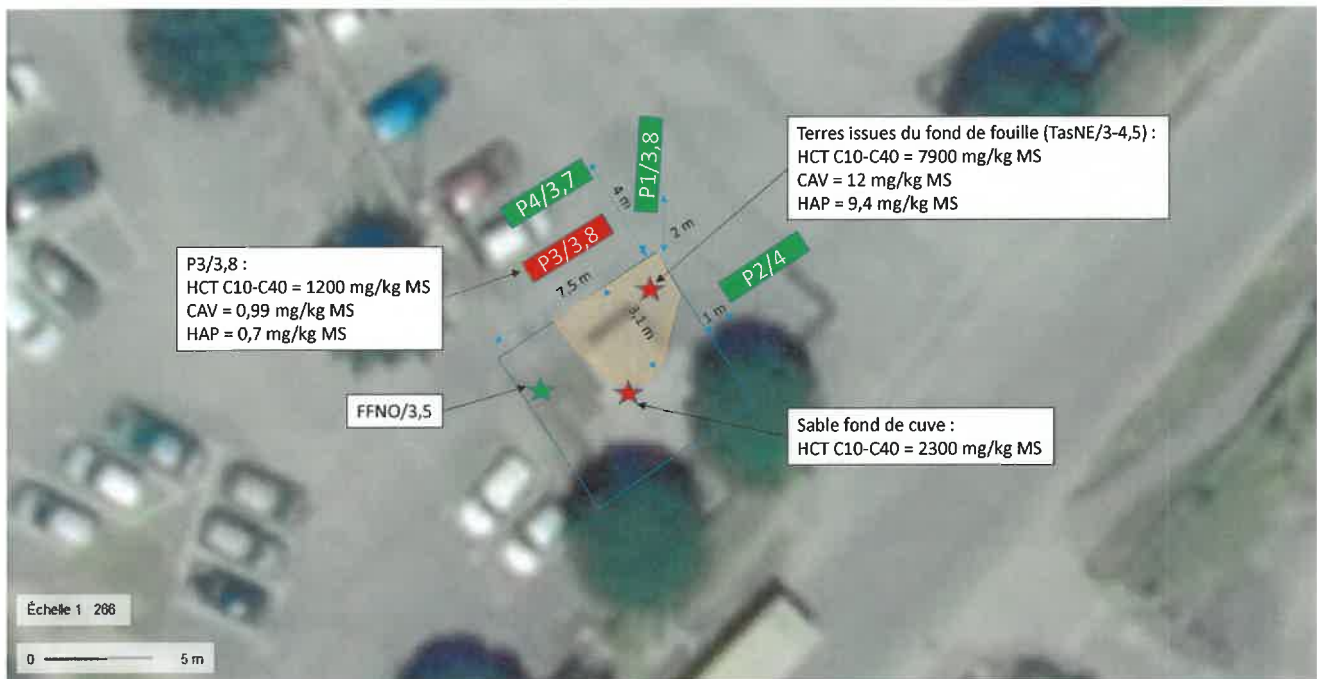 Terres issues du fond de fouille (TasNE/3-4,5) :
HCT C10-C40 = 7900 mg/kg MS
CAV = 12 mg/kg MS
HAP = 9,4 mg/kg MS
P1/3,8
P4/3,7
4 m
2 m
P3/3,8
P2/4
P3/3,8 :
HCT C10-C40 = 1200 mg/kg MS
CAV = 0,99 mg/kg MS
HAP = 0,7 mg/kg MS
7,5 m
3,1 m
1 m
FFNO/3,5
Sable fond de cuve :
HCT C10-C40 = 2300 mg/kg MS
Échelle 1 266
0 5 m